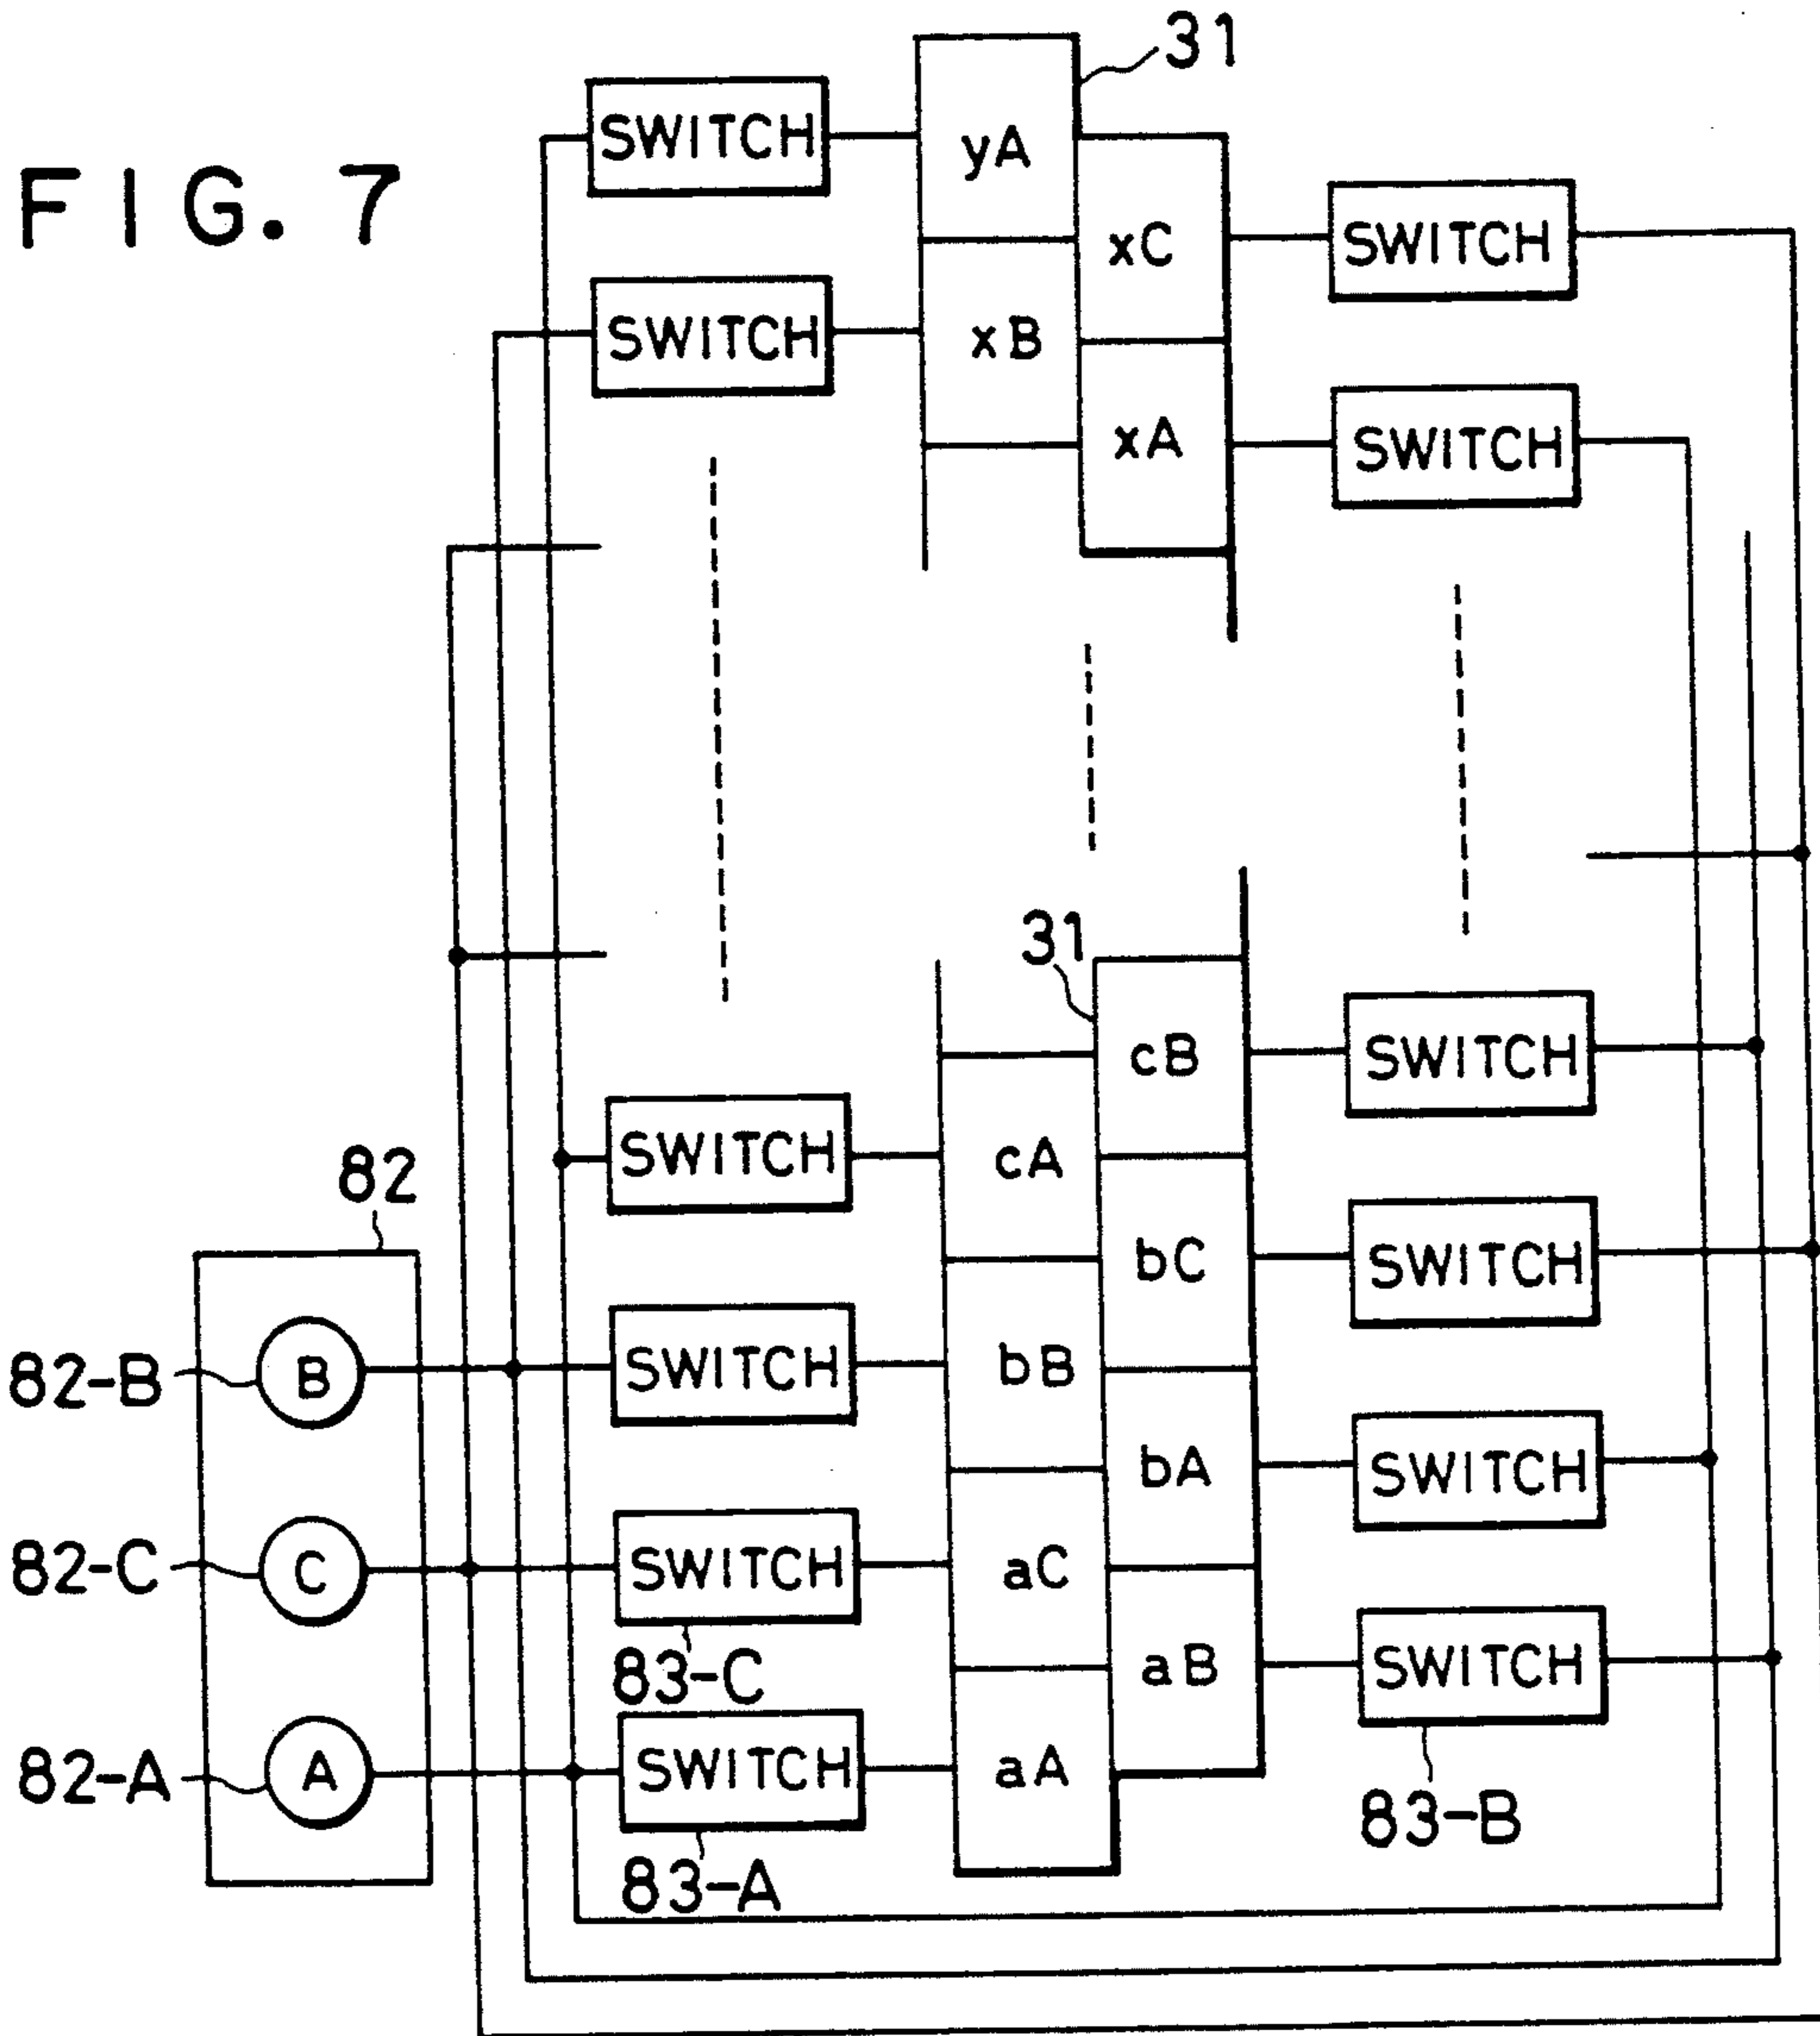 FIG. 7
31
SWITCH
yA
xC
SWITCH
SWITCH
xB
xA
SWITCH
31
cB
SWITCH
SWITCH
cA
82
bC
SWITCH
82-B
B
SWITCH
bB
bA
SWITCH
82-C
C
SWITCH
aC
83-C
aB
SWITCH
82-A
A
SWITCH
aA
83-B
83-A